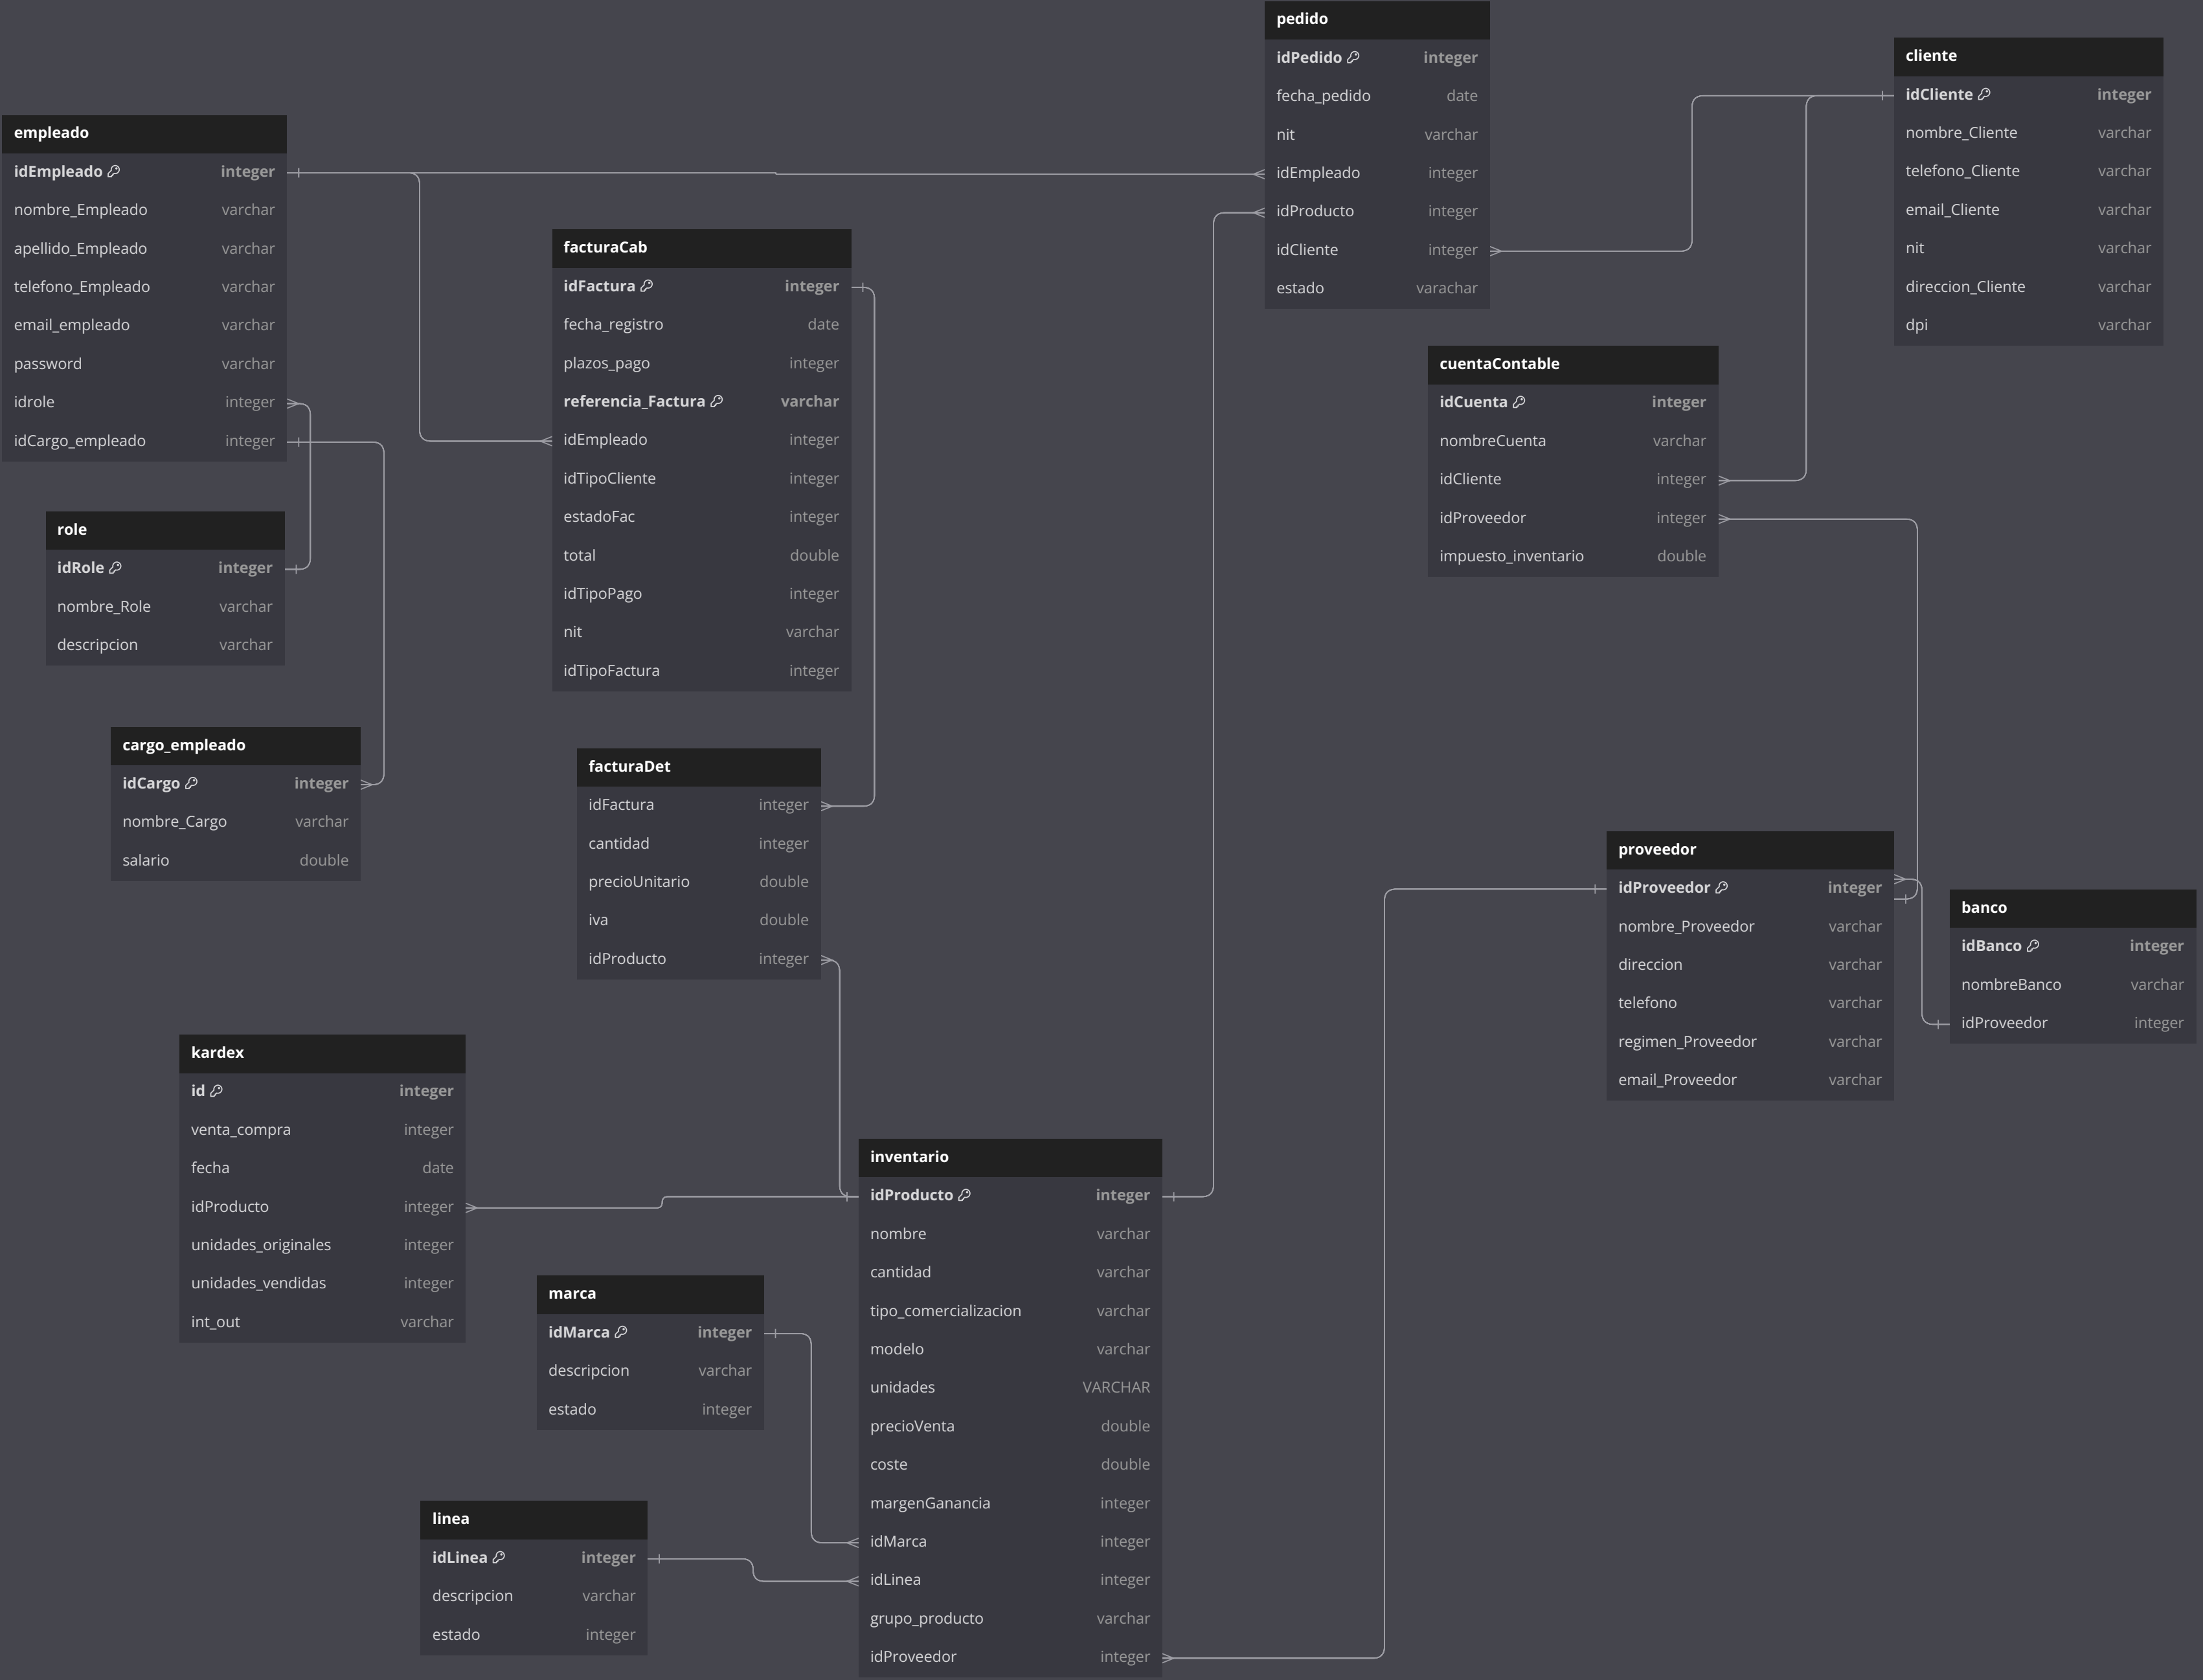 pedido
idPedido integer
fecha_pedido date
nit varchar
idEmpleado integer
idProducto integer
idCliente integer
estado varachar
cliente
idCliente integer
nombre_Cliente varchar
telefono_Cliente varchar
email_Cliente varchar
nit varchar
direccion_Cliente varchar
dpi varchar
empleado
idEmpleado integer
nombre_Empleado varchar
apellido_Empleado varchar
telefono_Empleado varchar
email_empleado varchar
password varchar
idrole integer
idCargo_empleado integer
facturaCab
idFactura integer
fecha_registro date
plazos_pago integer
referencia_Factura varchar
idEmpleado integer
idTipoCliente integer
estadoFac integer
total double
idTipoPago integer
nit varchar
idTipoFactura integer
cuentaContable
idCuenta integer
nombreCuenta varchar
idCliente integer
idProveedor integer
impuesto_inventario double
role
idRole integer
nombre_Role varchar
descripcion varchar
cargo_empleado
idCargo integer
nombre_Cargo varchar
salario double
facturaDet
idFactura integer
cantidad integer
precioUnitario double
iva double
idProducto integer
proveedor
idProveedor integer
nombre_Proveedor varchar
direccion varchar
telefono varchar
regimen_Proveedor varchar
email_Proveedor varchar
banco
idBanco integer
nombreBanco varchar
idProveedor integer
kardex
id integer
venta_compra integer
fecha date
idProducto integer
unidades_originales integer
unidades_vendidas integer
int_out varchar
inventario
idProducto integer
nombre varchar
cantidad varchar
tipo_comercializacion varchar
modelo varchar
unidades VARCHAR
precioVenta double
coste double
margenGanancia integer
idMarca integer
idLinea integer
grupo_producto varchar
idProveedor integer
marca
idMarca integer
descripcion varchar
estado integer
linea
idLinea integer
descripcion varchar
estado integer